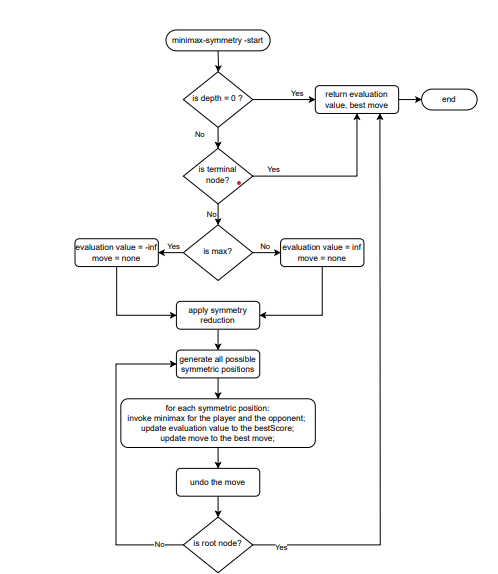 minimax-symmetry -start
is depth = 0 ?
Yes
return evaluation
value, best move
end
No
is terminal
node?
Yes
No
evaluation value = -inf
move = none
Yes
is max?
No
evaluation value = inf
move = none
apply symmetry
reduction
generate all possible
symmetric positions
for each symmetric position:
invoke minimax for the player and the opponent;
update evaluation value to the bestScore;
update move to the best move;
undo the move
No
is root node?
Yes